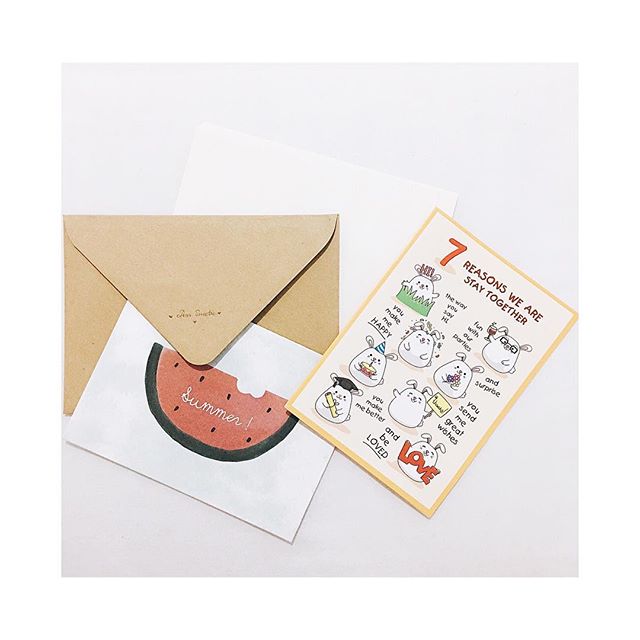 7 REASONS WE ARE
STAY TOGETHER
HI!
the way
you
say
Hi
you
make
me
HAPPY
fun
with
our
parties
and
surprise
you
make
me better
you
send
me
great
wishes
and
be
LOVED
LOVE
Summer!